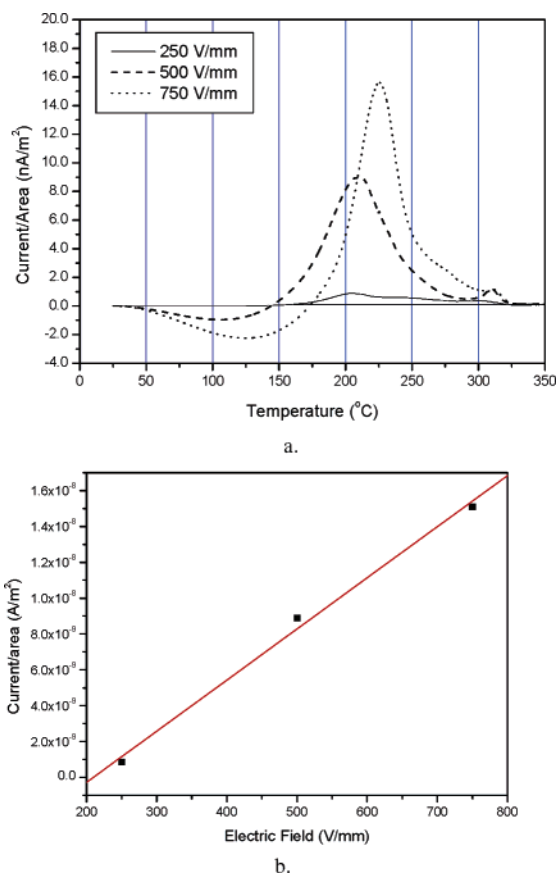 20.0
18.0
16.0
14.0
12.0
10.0
8.0
6.0
4.0
2.0
0.0
-2.0
-4.0
Current/Area (nA/m²)
250 V/mm
500 V/mm
750 V/mm
0 50 100 150 200 250 300 350
Temperature (°C)
a.
1.6x10⁻⁸
1.4x10⁻⁸
1.2x10⁻⁸
1.0x10⁻⁸
8.0x10⁻⁹
6.0x10⁻⁹
4.0x10⁻⁹
2.0x10⁻⁹
0.0
Current/area (A/m²)
200 300 400 500 600 700 800
Electric Field (V/mm)
b.